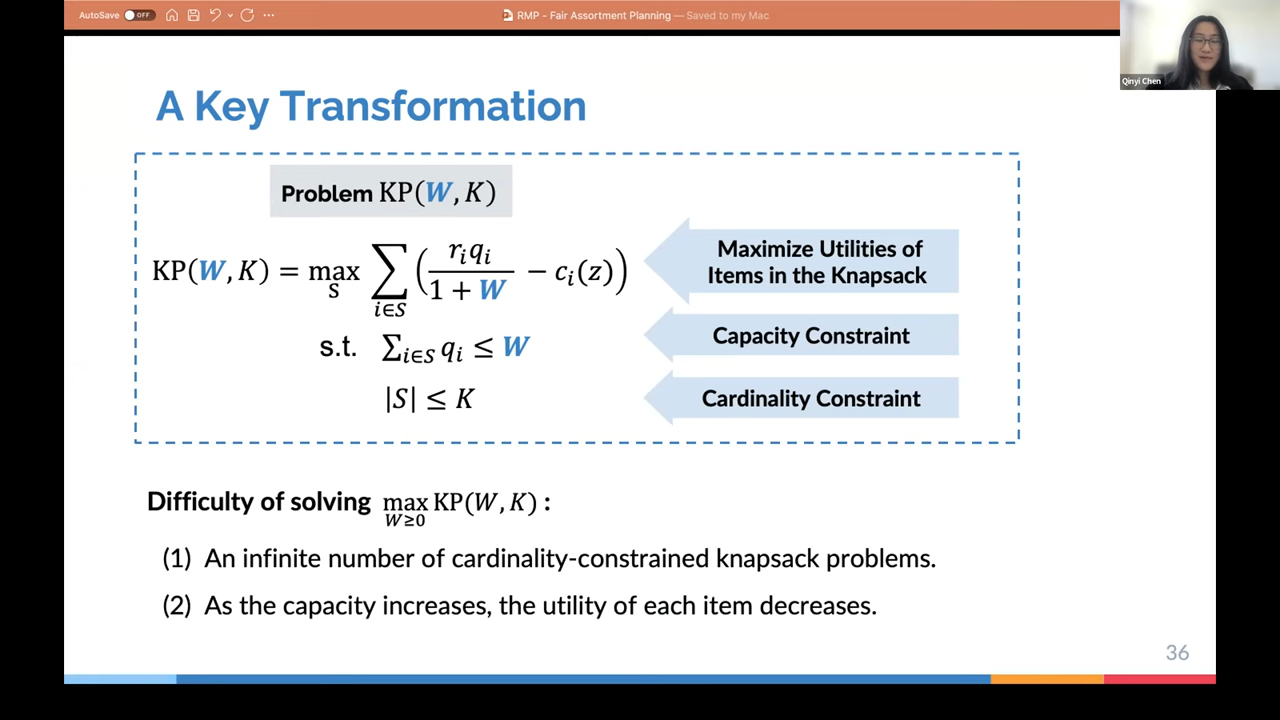 AutoSave OFF RMP - Fair Assortment Planning — Saved to my Mac
Qinyi Chen
A Key Transformation
Problem KP(W, K)
KP(W, K) = max_S ∑_{i∈S} (r_i q_i / (1 + W) − c_i(z))
Maximize Utilities of
Items in the Knapsack
s.t. ∑_{i∈S} q_i ≤ W
Capacity Constraint
|S| ≤ K
Cardinality Constraint
Difficulty of solving max_{W≥0} KP(W, K) :
(1) An infinite number of cardinality-constrained knapsack problems.
(2) As the capacity increases, the utility of each item decreases.
36